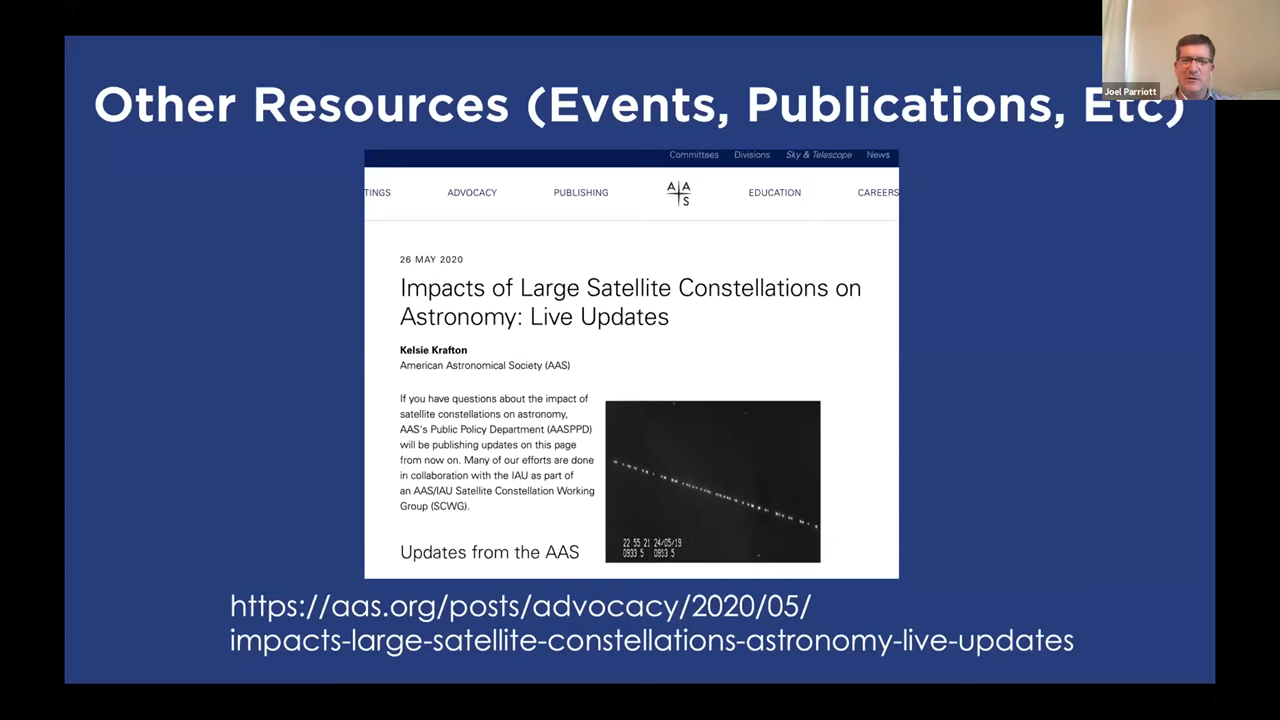 Other Resources (Events, Publications, Etc)
Joel Parriott
Committees Divisions Sky & Telescope News
TINGS ADVOCACY PUBLISHING AAS EDUCATION CAREERS
26 MAY 2020
Impacts of Large Satellite Constellations on
Astronomy: Live Updates
Kelsie Krafton
American Astronomical Society (AAS)
If you have questions about the impact of
satellite constellations on astronomy,
AAS's Public Policy Department (AASPPD)
will be publishing updates on this page
from now on. Many of our efforts are done
in collaboration with the IAU as part of
an AAS/IAU Satellite Constellation Working
Group (SCWG).
22 55 21 24/05/19
0933 5 0913 5
Updates from the AAS
https://aas.org/posts/advocacy/2020/05/
impacts-large-satellite-constellations-astronomy-live-updates